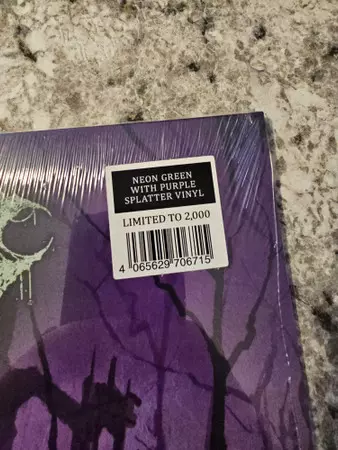 NEON GREEN
WITH PURPLE
SPLATTER VINYL
LIMITED TO 2,000
4 065629 706715